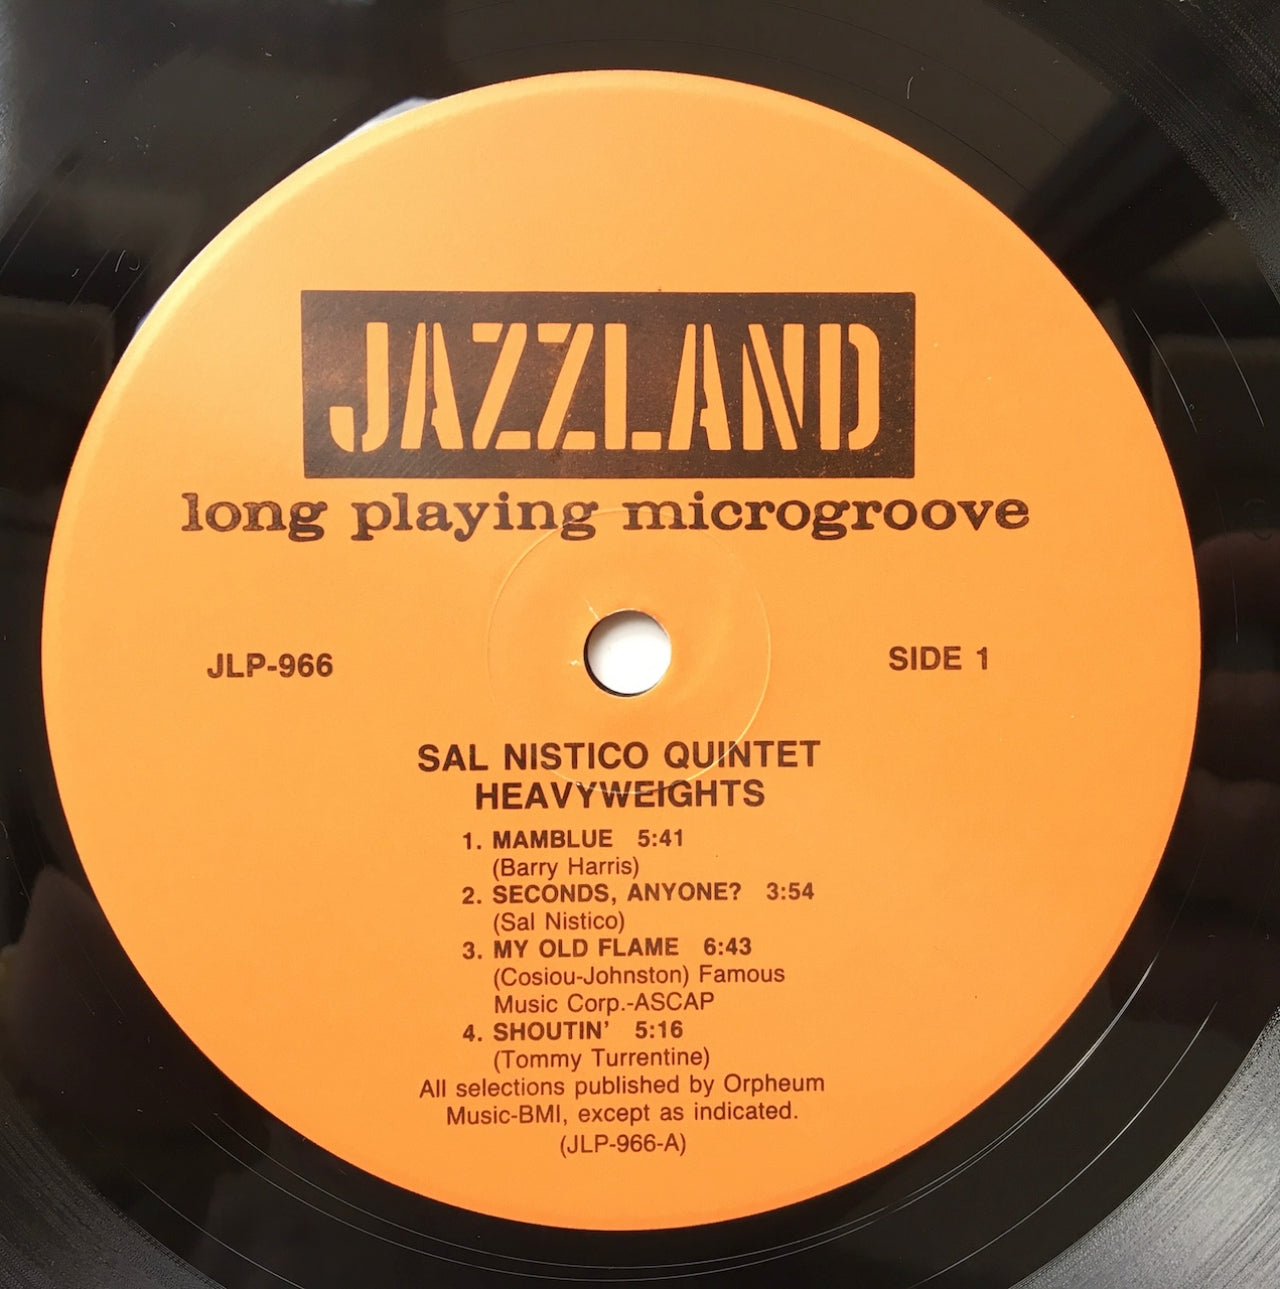 JAZZLAND
long playing microgroove
JLP-966
SIDE 1
SAL NISTICO QUINTET
HEAVYWEIGHTS
1. MAMBLUE 5:41
(Barry Harris)
2. SECONDS, ANYONE? 3:54
(Sal Nistico)
3. MY OLD FLAME 6:43
(Cosiou-Johnston) Famous
Music Corp.-ASCAP
4. SHOUTIN' 5:16
(Tommy Turrentine)
All selections published by Orpheum
Music-BMI, except as indicated.
(JLP-966-A)